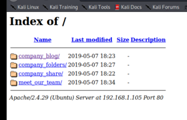 Kali Tools Kali Training Kali Tools Kali Docs Kali Forums
Index of /
Name Last modified Size Description
company_blog/ 2019-05-07 18:23 -
company_folders/ 2019-05-07 18:27 -
company_share/ 2019-05-07 18:22 -
meet_our_team/ 2019-05-07 18:34 -
Apache/2.4.29 (Ubuntu) Server at 192.168.1.105 Port 80